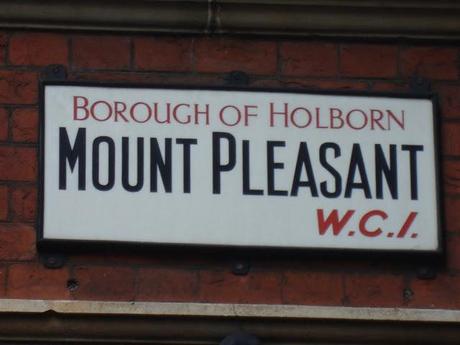 BOROUGH OF HOLBORN
MOUNT PLEASANT
W.C.1.